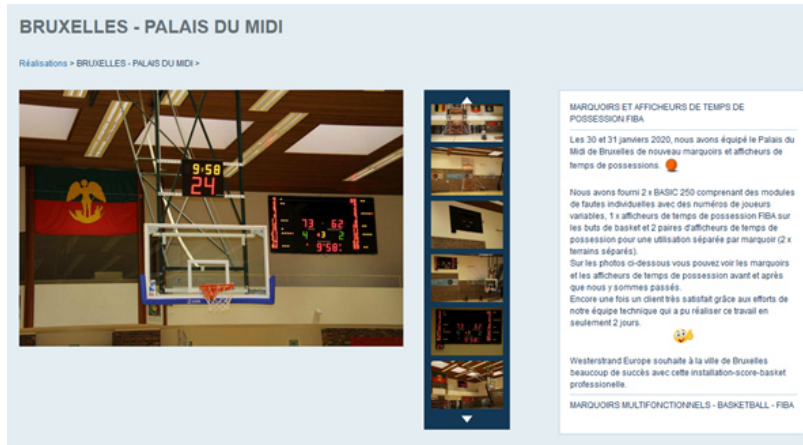 BRUXELLES - PALAIS DU MIDI
Réalisations > BRUXELLES - PALAIS DU MIDI >
9:58
24
73 62
4 3 2
9:58
MARQUOIRS ET AFFICHEURS DE TEMPS DE
POSSESSION FIBA
Les 30 et 31 janviers 2020, nous avons équipé le Palais du
Midi de Bruxelles de nouveau marquoirs et afficheurs de
temps de possessions.
Nous avons fourni 2 x BASIC 250 comprenant des modules
de fautes individuelles avec des numéros de joueurs
variables, 1 x afficheurs de temps de possession FIBA sur
les buts de basket et 2 paires d'afficheurs de temps de
possession pour une utilisation séparée par marquoir (2 x
terrains séparés).
Sur les photos ci-dessous vous pouvez voir les marquoirs
et les afficheurs de temps de possession avant et après
que nous y sommes passés.
Encore une fois un client très satisfait grâce aux efforts de
notre équipe technique qui a pu réaliser ce travail en
seulement 2 jours.
Westerstrand Europe souhaite à la ville de Bruxelles
beaucoup de succès avec cette installation-score-basket
professionelle.
MARQUOIRS MULTIFONCTIONNELS - BASKETBALL - FIBA